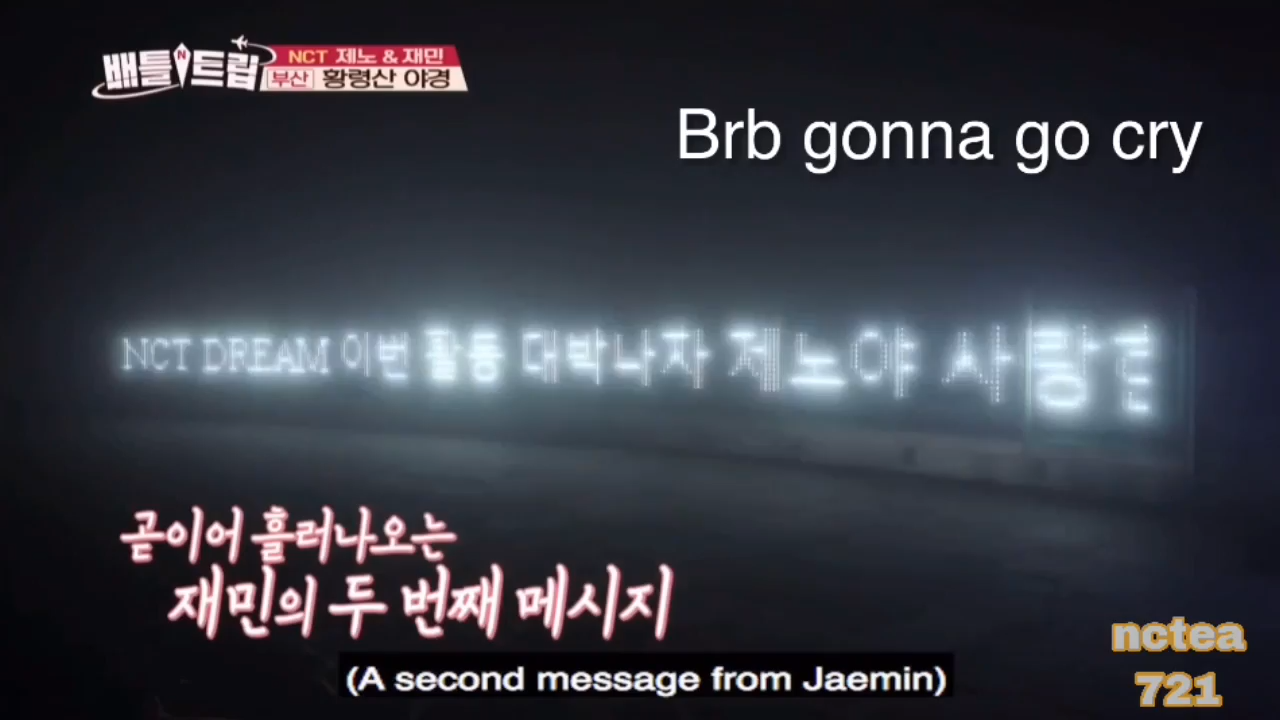 배틀트립
NCT 제노 & 재민
부산 황령산 야경
Brb gonna go cry
NCT DREAM 이번 활동 대박나자 제노야 사랑
곧이어 흘러나오는
재민의 두 번째 메시지
(A second message from Jaemin)
nctea
721